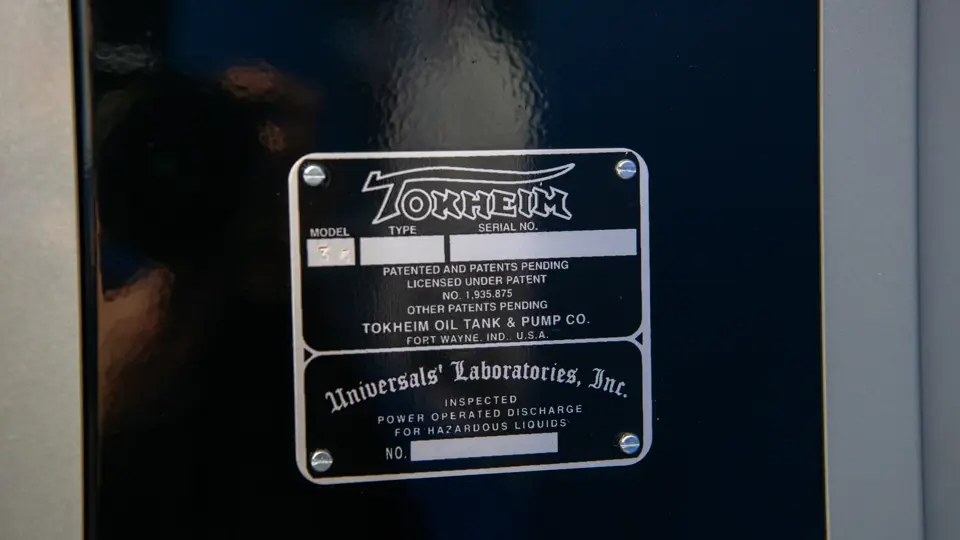 TOKHEIM
MODEL TYPE SERIAL NO.
PATENTED AND PATENTS PENDING
LICENSED UNDER PATENT
NO. 1,935.875
OTHER PATENTS PENDING
TOKHEIM OIL TANK & PUMP CO.
FORT WAYNE, IND., U.S.A.
Universals' Laboratories, Inc.
INSPECTED
POWER OPERATED DISCHARGE
FOR HAZARDOUS LIQUIDS
NO.